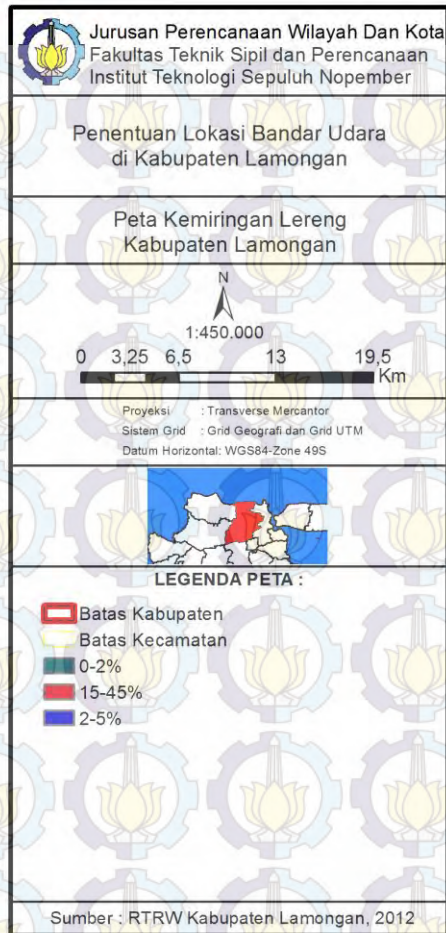 Jurusan Perencanaan Wilayah Dan Kota
Fakultas Teknik Sipil dan Perencanaan
Institut Teknologi Sepuluh Nopember
Penentuan Lokasi Bandar Udara
di Kabupaten Lamongan
Peta Kemiringan Lereng
Kabupaten Lamongan
N
1:450.000
0 3,25 6,5 13 19,5
Km
Proyeksi : Transverse Mercantor
Sistem Grid : Grid Geografi dan Grid UTM
Datum Horizontal: WGS84-Zone 49S
LEGENDA PETA :
Batas Kabupaten
Batas Kecamatan
0-2%
15-45%
2-5%
Sumber : RTRW Kabupaten Lamongan, 2012